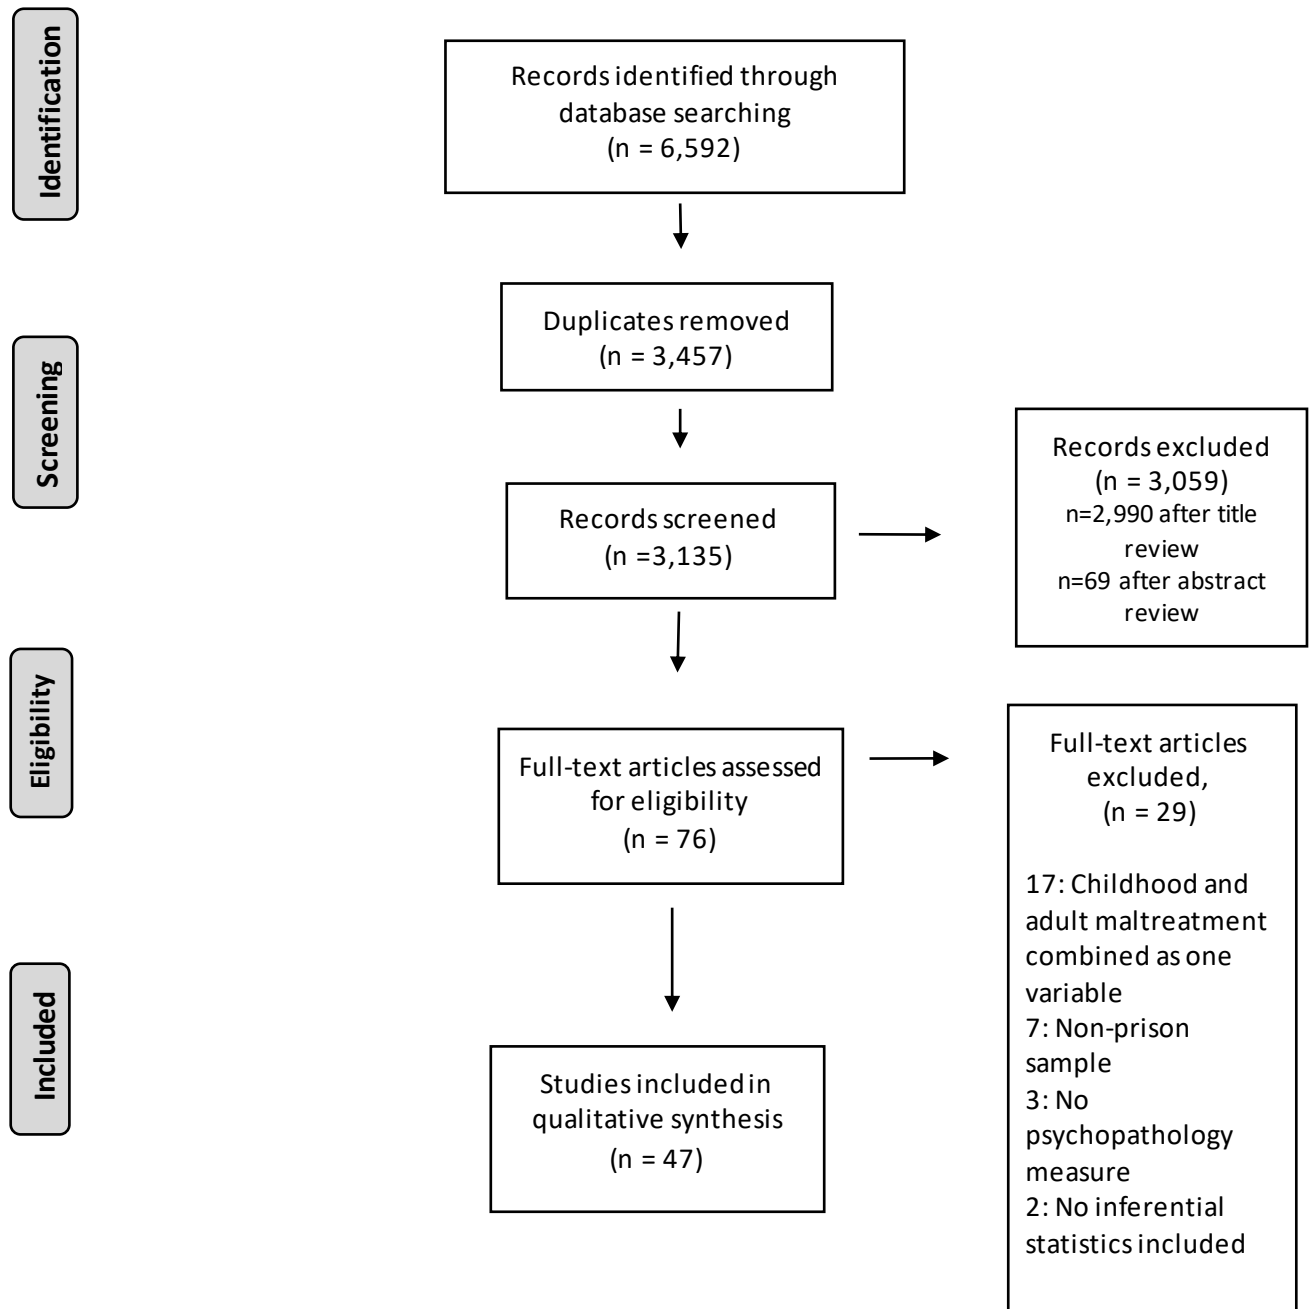 Identification
Records identified through
database searching
(n = 6,592)
Duplicates removed
(n = 3,457)
Screening
Records screened
(n =3,135)
Records excluded
(n = 3,059)
n=2,990 after title
review
n=69 after abstract
review
Eligibility
Full-text articles assessed
for eligibility
(n = 76)
Full-text articles
excluded,
(n = 29)
17: Childhood and
adult maltreatment
combined as one
variable
7: Non-prison
sample
3: No
psychopathology
measure
2: No inferential
statistics included
Included
Studies included in
qualitative synthesis
(n = 47)